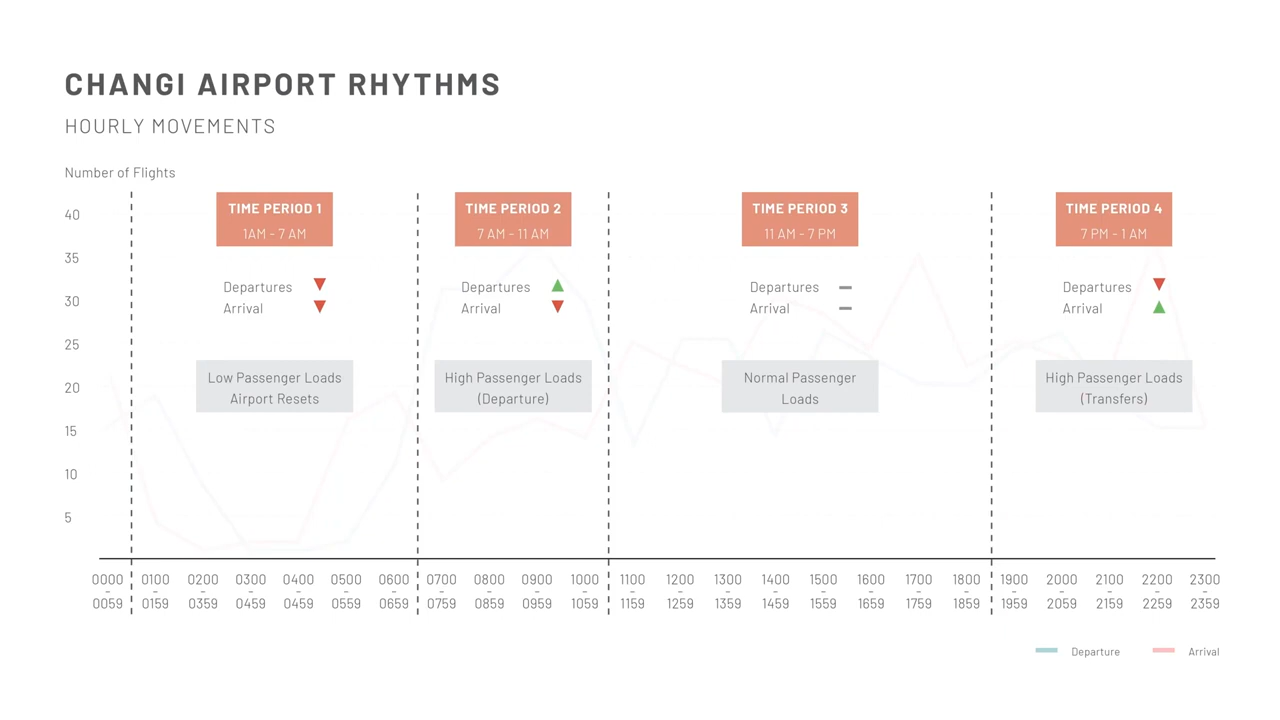 CHANGI AIRPORT RHYTHMS
HOURLY MOVEMENTS
Number of Flights
40
35
30
25
20
15
10
5
TIME PERIOD 1
1AM - 7 AM
Departures
Arrival
Low Passenger Loads
Airport Resets
TIME PERIOD 2
7 AM - 11 AM
Departures
Arrival
High Passenger Loads
(Departure)
TIME PERIOD 3
11 AM - 7 PM
Departures
Arrival
Normal Passenger
Loads
TIME PERIOD 4
7 PM - 1 AM
Departures
Arrival
High Passenger Loads
(Transfers)
0000 - 0059
0100 - 0159
0200 - 0359
0300 - 0459
0400 - 0459
0500 - 0559
0600 - 0659
0700 - 0759
0800 - 0859
0900 - 0959
1000 - 1059
1100 - 1159
1200 - 1259
1300 - 1359
1400 - 1459
1500 - 1559
1600 - 1659
1700 - 1759
1800 - 1859
1900 - 1959
2000 - 2059
2100 - 2159
2200 - 2259
2300 - 2359
Departure
Arrival